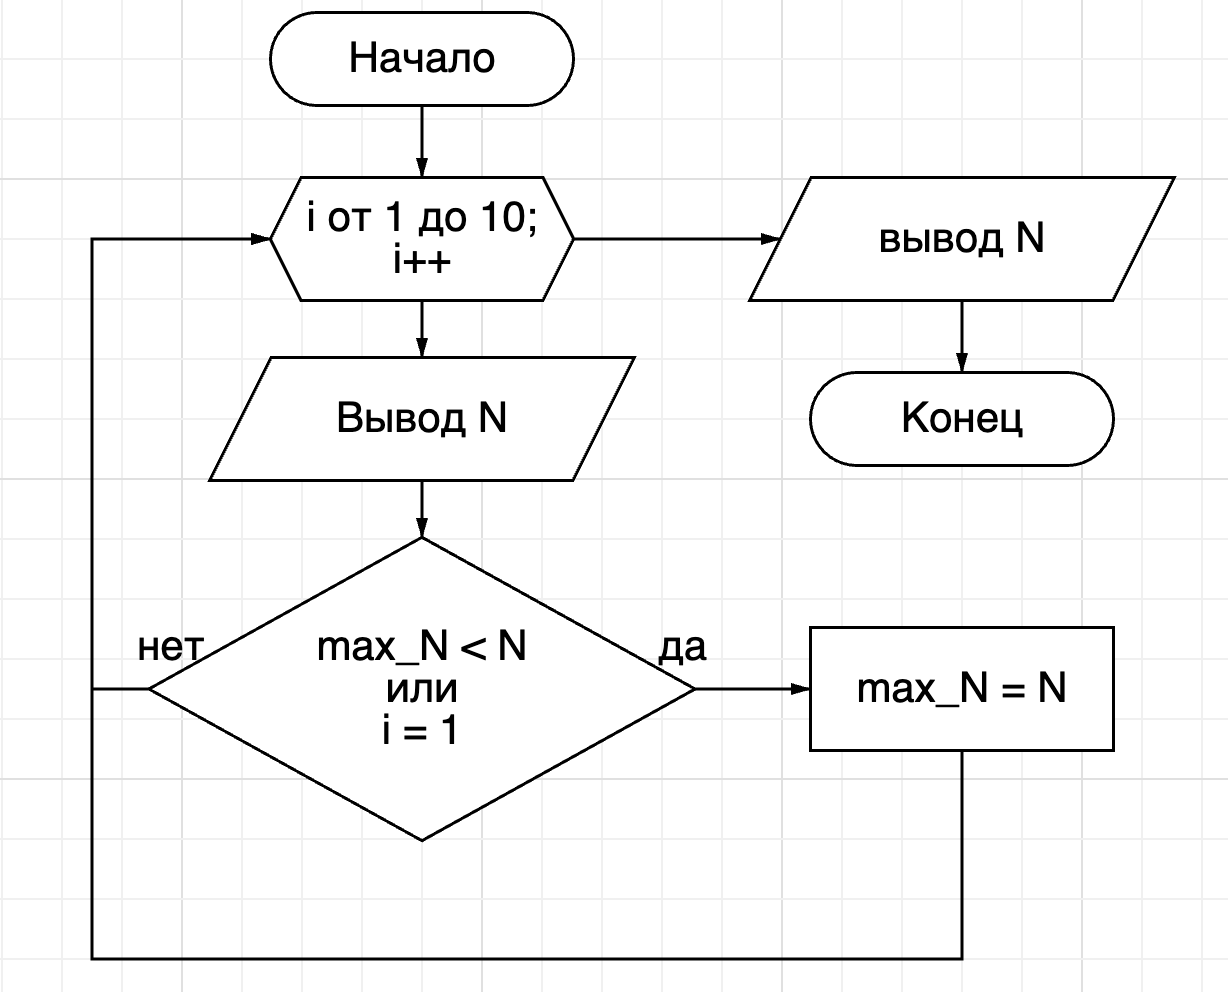 Начало
i от 1 до 10;
i++
вывод N
Вывод N
Конец
нет
max_N < N
или
i = 1
да
max_N = N